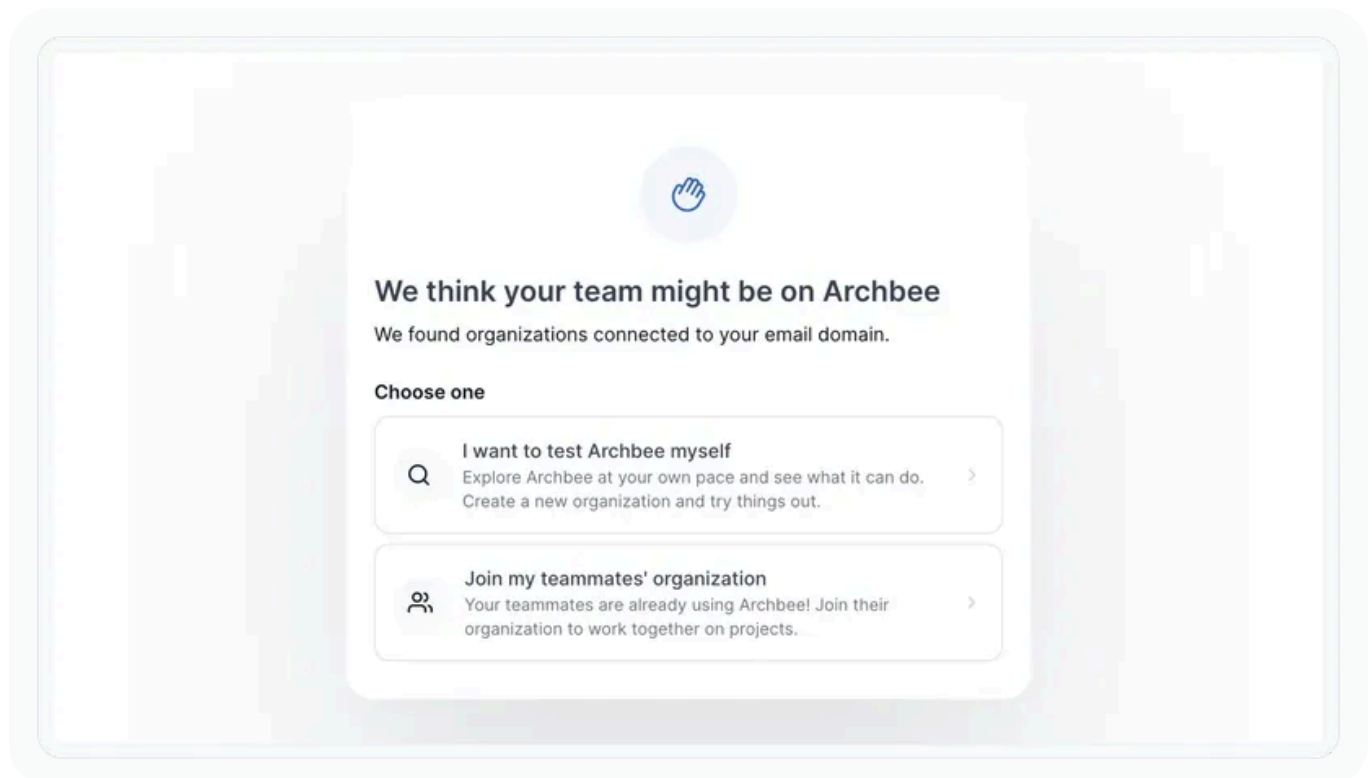 We think your team might be on Archbee
We found organizations connected to your email domain.
Choose one
I want to test Archbee myself
Explore Archbee at your own pace and see what it can do.
Create a new organization and try things out.
Join my teammates' organization
Your teammates are already using Archbee! Join their
organization to work together on projects.